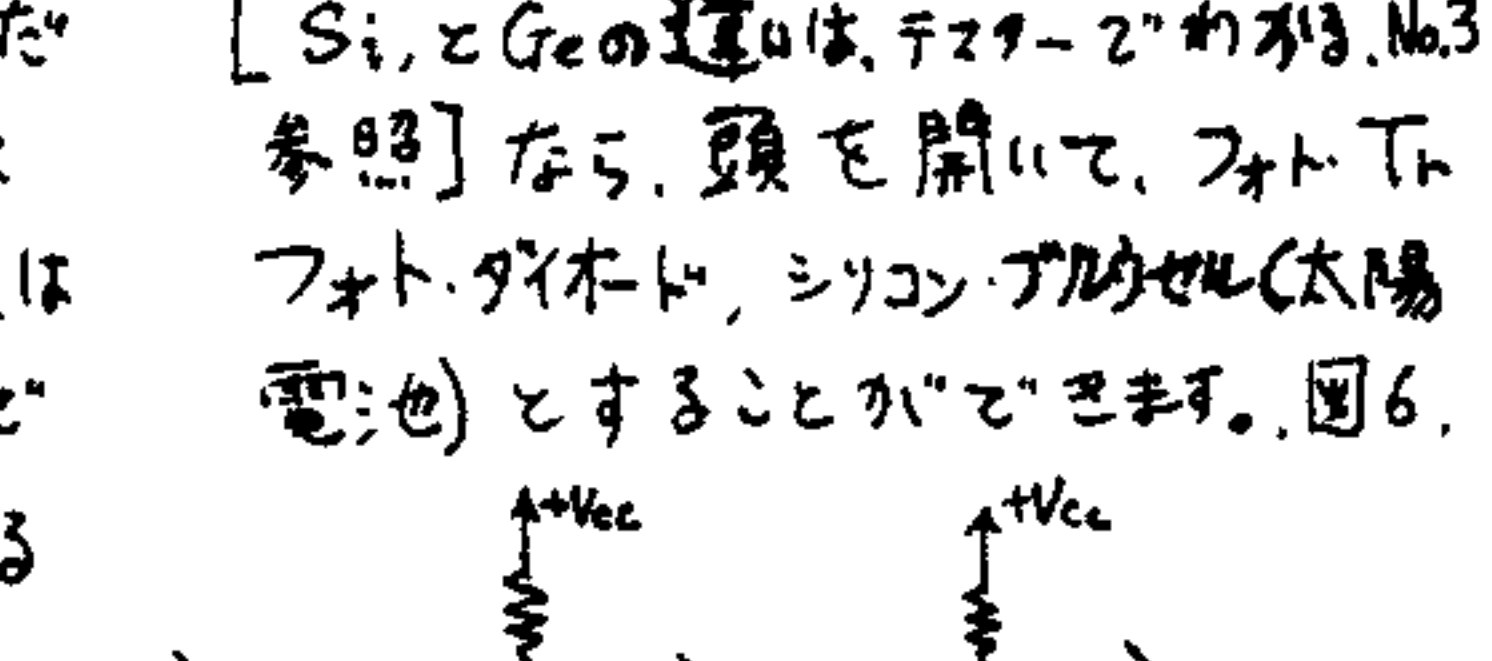 だ
[Si,とGeの違いは、テスターでわかる.No.3
参照]なら、頭を開いて、フォト・Tr
は
フォト・ダイオード,シリコン・ブルーセル(太陽
電池)とすることができます。.図6.
る
+Vcc
+Vcc